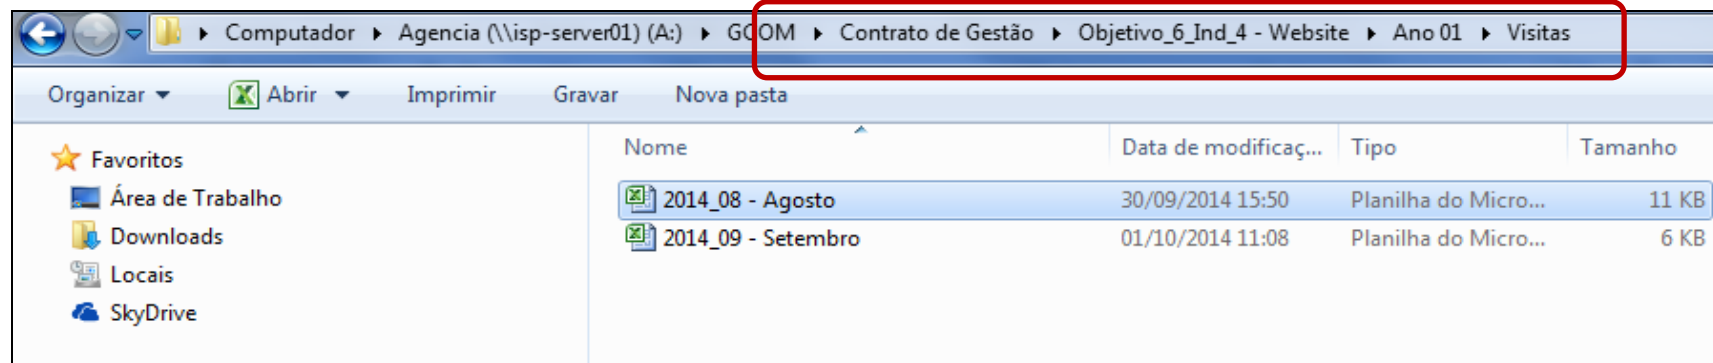 Computador Agencia (\\isp-server01) (A:) GCOM Contrato de Gestão Objetivo_6_Ind_4 - Website Ano 01 Visitas
Organizar Abrir Imprimir Gravar Nova pasta
Favoritos
Área de Trabalho
Downloads
Locais
SkyDrive
Nome Data de modificaç... Tipo Tamanho
2014_08 - Agosto 30/09/2014 15:50 Planilha do Micro... 11 KB
2014_09 - Setembro 01/10/2014 11:08 Planilha do Micro... 6 KB